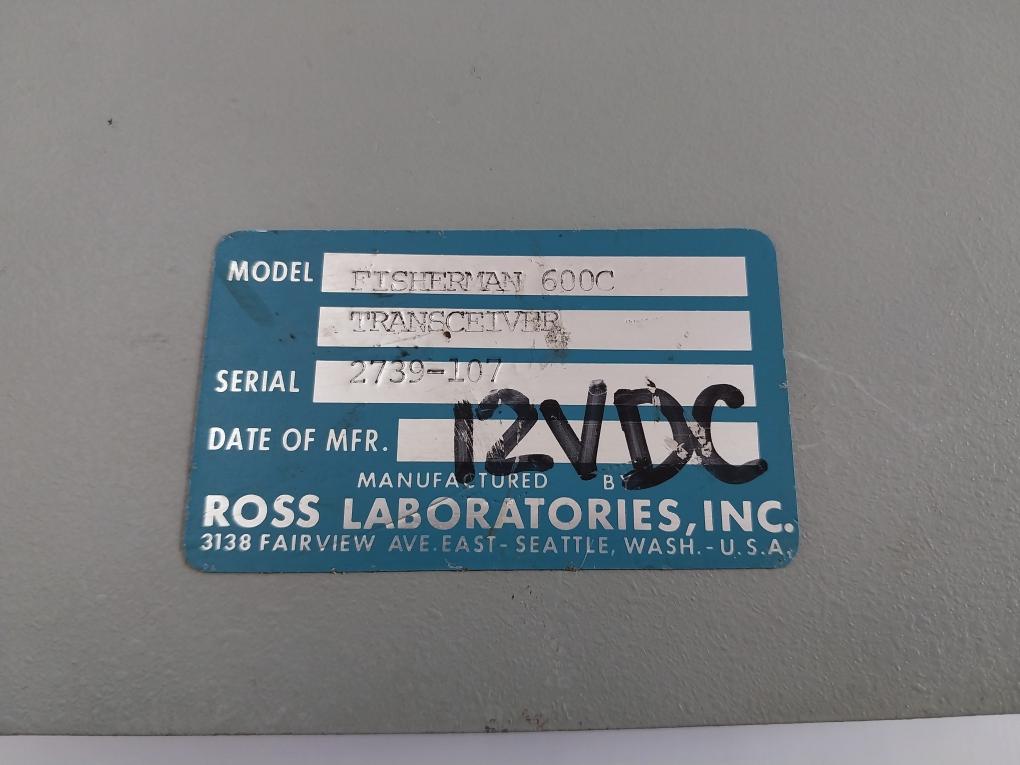 MODEL FISHERMAN 600C
TRANSCEIVER
SERIAL 2739-107
DATE OF MFR. 12VDC
MANUFACTURED BY
ROSS LABORATORIES, INC.
3138 FAIRVIEW AVE. EAST - SEATTLE, WASH. - U.S.A.